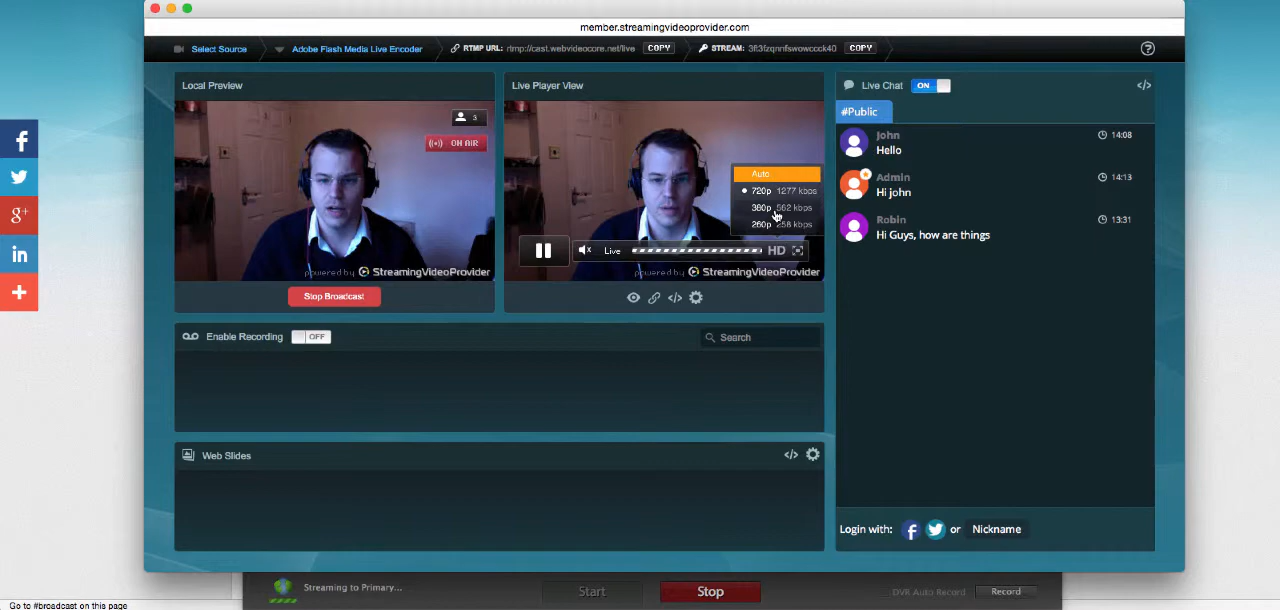 member.streamingvideoprovider.com
Select Source
Adobe Flash Media Live Encoder
RTMP URL: rtmp://cast.webvideocore.net/live COPY
STREAM: 3ft3fzqnnfswowccck40 COPY
Local Preview
3
ON AIR
powered by StreamingVideoProvider
Stop Broadcast
Live Player View
Auto
720p 1277 kbps
380p 562 kbps
260p 258 kbps
Live
HD
powered by StreamingVideoProvider
Enable Recording OFF
Search
Web Slides
Live Chat ON
#Public
John 14:08
Hello
Admin 14:13
Hi john
Robin 13:31
Hi Guys, how are things
Login with: f or Nickname
Streaming to Primary...
Start
Stop
DVR Auto Record
Record
Go to #broadcast on this page
f
g+
in